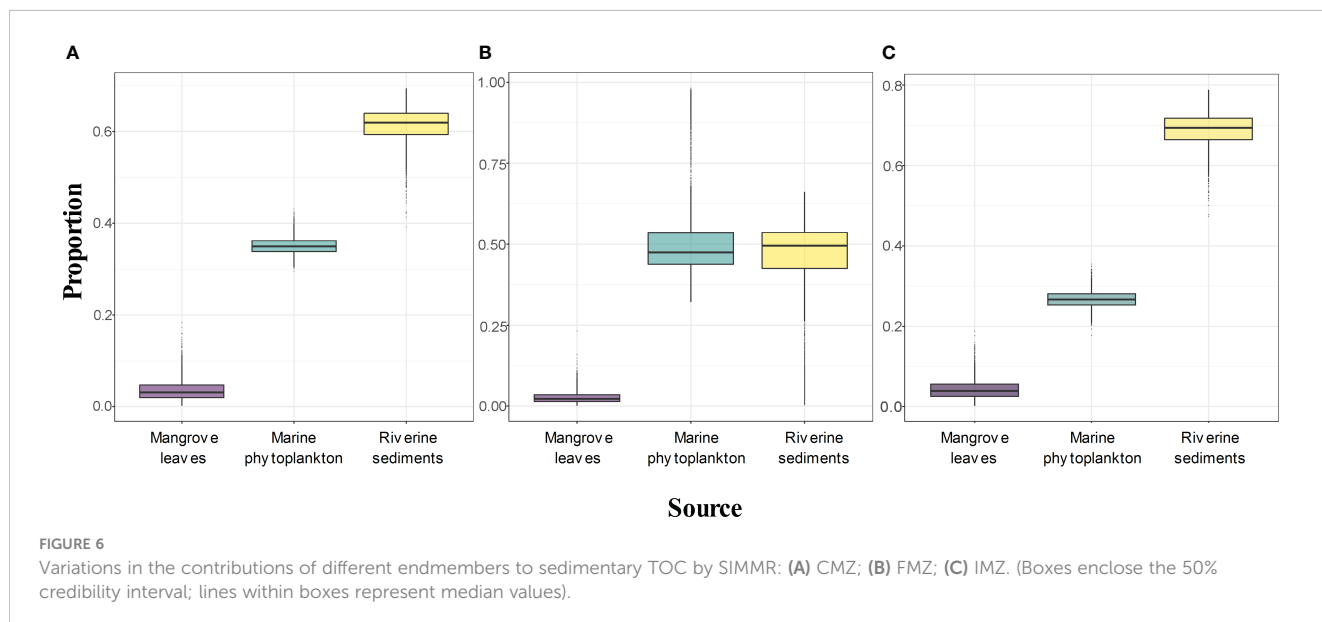 A
B
C
Proportion
0.6
0.4
0.2
0.0
1.00
0.75
0.50
0.25
0.00
0.8
0.6
0.4
0.2
0.0
Mangrove
leaves
Marine
phytoplankton
Riverine
sediments
Mangrove
leaves
Marine
phytoplankton
Riverine
sediments
Mangrove
leaves
Marine
phytoplankton
Riverine
sediments
Source
FIGURE 6
Variations in the contributions of different endmembers to sedimentary TOC by SIMMR: (A) CMZ; (B) FMZ; (C) IMZ. (Boxes enclose the 50%
credibility interval; lines within boxes represent median values).